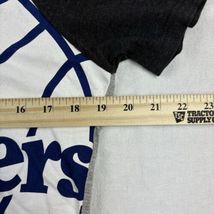 16 17 18 19 20 21 22 23
TRACTOR
SUPPLY CO
ers